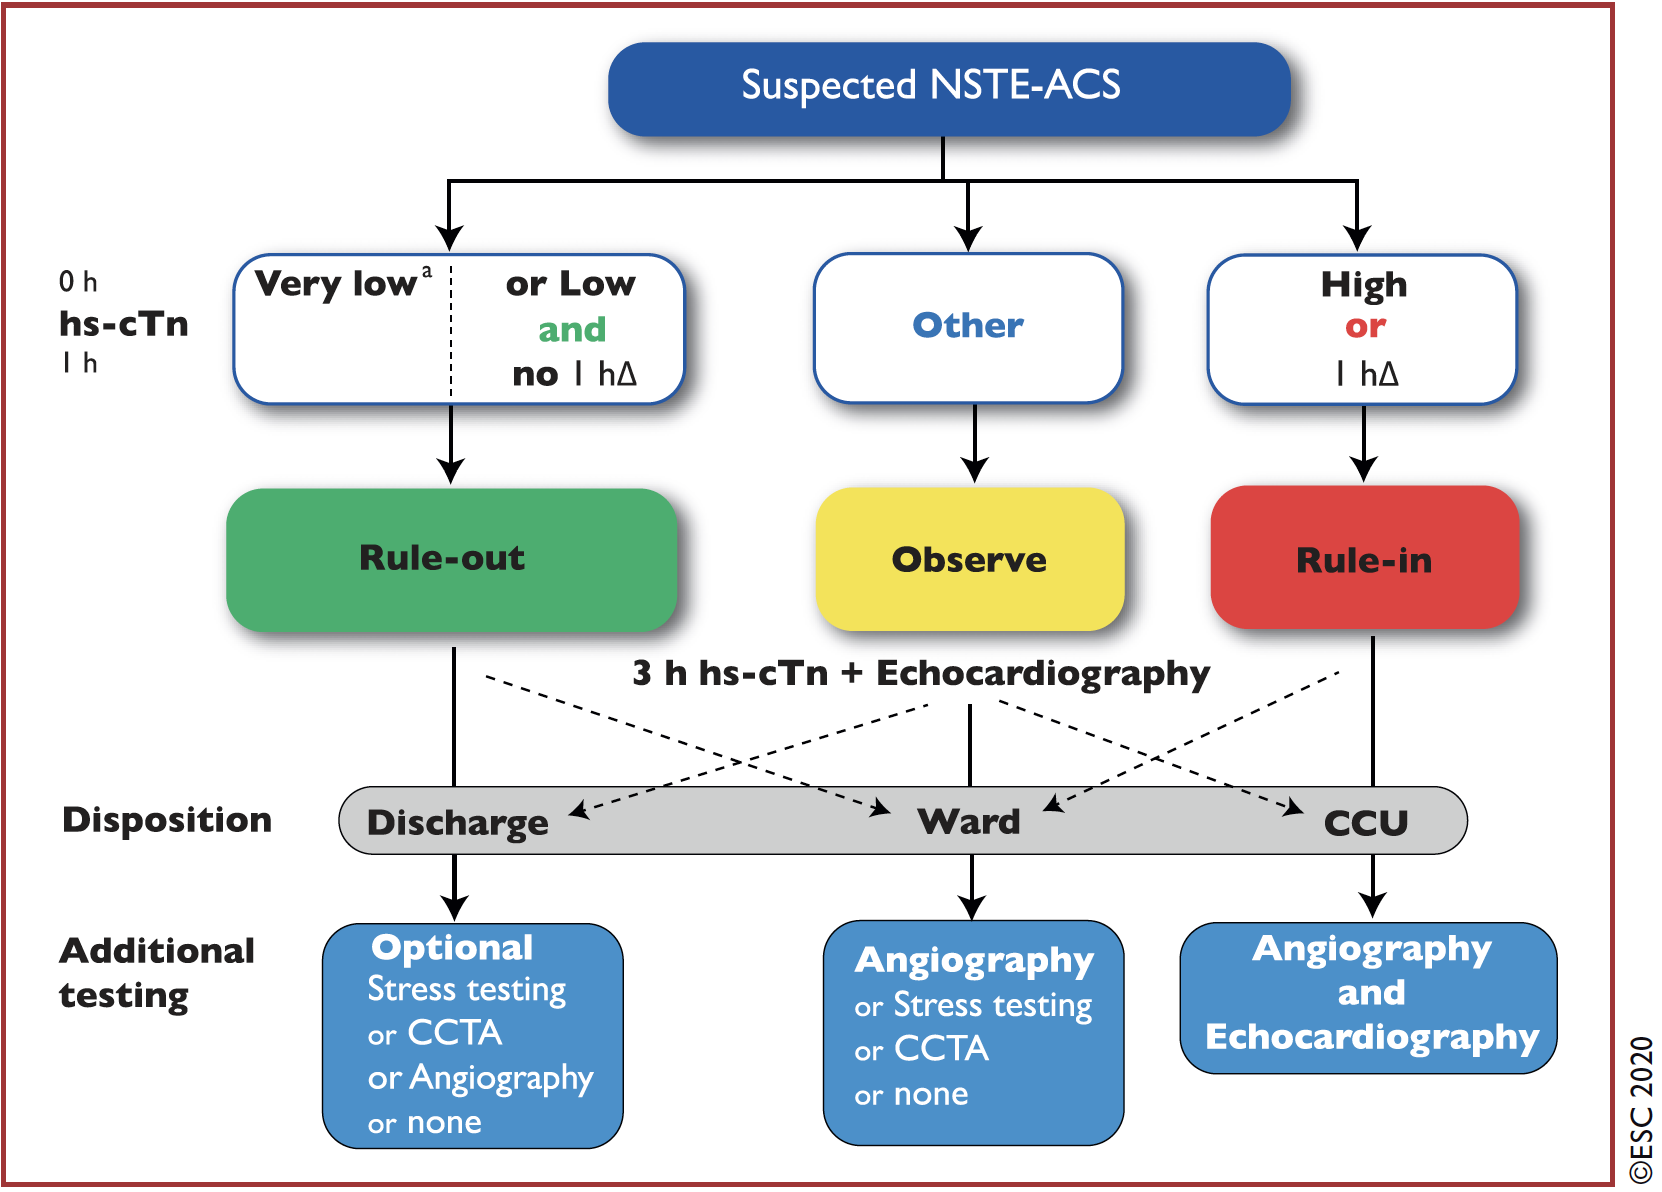 Suspected NSTE-ACS
0 h
hs-cTn
1 h
Very low a
or Low
and
no 1 hΔ
Other
High
or
1 hΔ
Rule-out
Observe
Rule-in
3 h hs-cTn + Echocardiography
Disposition
Discharge
Ward
CCU
Additional
testing
Optional
Stress testing
or CCTA
or Angiography
or none
Angiography
or Stress testing
or CCTA
or none
Angiography
and
Echocardiography
©ESC 2020